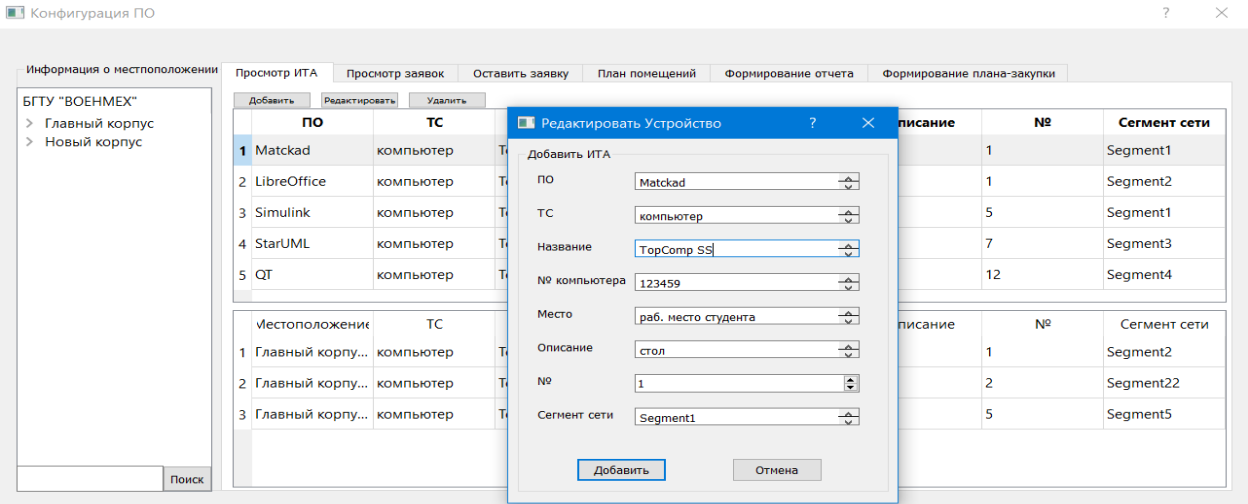 Конфигурация ПО ?
Информация о местпоположении
Просмотр ИТА Просмотр заявок Оставить заявку План помещений Формирование отчета Формирование плана-закупки
БГТУ "ВОЕНМЕХ"
Главный корпус
Новый корпус
Поиск
Добавить Редактировать Удалить
ПО ТС писание № Сегмент сети
1 Matckad компьютер 1 Segment1
2 LibreOffice компьютер 1 Segment2
3 Simulink компьютер 5 Segment1
4 StarUML компьютер 7 Segment3
5 QT компьютер 12 Segment4
Местоположение ТС писание № Сегмент сети
1 Главный корпу... компьютер 1 Segment2
2 Главный корпу... компьютер 2 Segment22
3 Главный корпу... компьютер 5 Segment5
Редактировать Устройство ?
Добавить ИТА
ПО Matckad
ТС компьютер
Название TopComp SS
№ компьютера 123459
Место раб. место студента
Описание стол
№ 1
Сегмент сети Segment1
Добавить Отмена